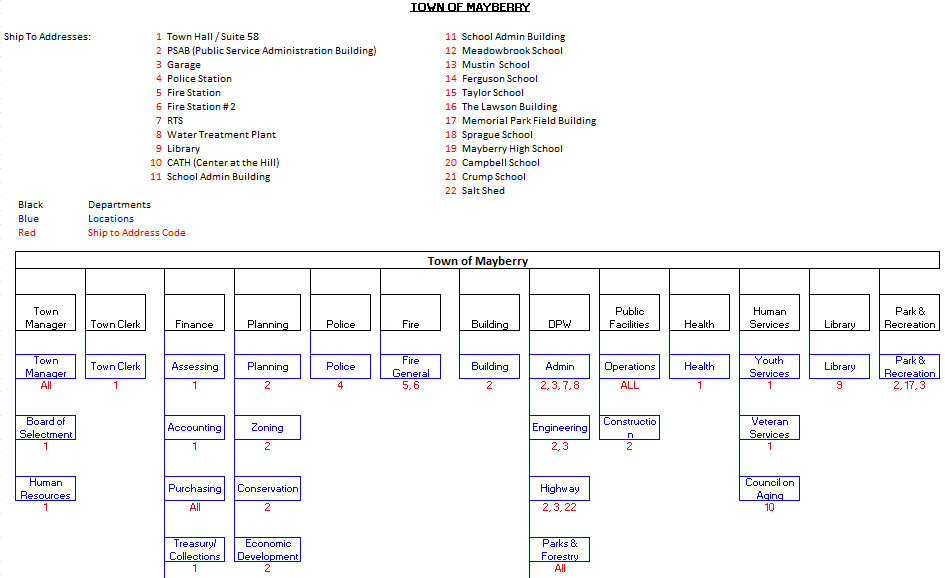 TOWN OF MAYBERRY
Ship To Addresses:
1 Town Hall / Suite 58
2 PSAB (Public Service Administration Building)
3 Garage
4 Police Station
5 Fire Station
6 Fire Station #2
7 RTS
8 Water Treatment Plant
9 Library
10 CATH (Center at the Hill)
11 School Admin Building
11 School Admin Building
12 Meadowbrook School
13 Mustin School
14 Ferguson School
15 Taylor School
16 The Lawson Building
17 Memorial Park Field Building
18 Sprague School
19 Mayberry High School
20 Campbell School
21 Crump School
22 Salt Shed
Black Departments
Blue Locations
Red Ship to Address Code
Town of Mayberry
Town
Manager
Town Clerk
Finance
Planning
Police
Fire
Building
DPW
Public
Facilities
Health
Human
Services
Library
Park &
Recreation
Town
Manager
All
Town Clerk
1
Assessing
1
Planning
2
Police
4
Fire
General
5, 6
Building
2
Admin
2, 3, 7, 8
Operations
ALL
Health
1
Youth
Services
1
Library
9
Park &
Recreation
2, 17, 3
Board of
Selectment
1
Accounting
1
Zoning
2
Engineering
2, 3
Constructio
n
2
Veteran
Services
1
Human
Resources
1
Purchasing
All
Conservation
2
Highway
2, 3, 22
Council on
Aging
10
Treasury/
Collections
1
Economic
Development
2
Parks &
Forestry
All